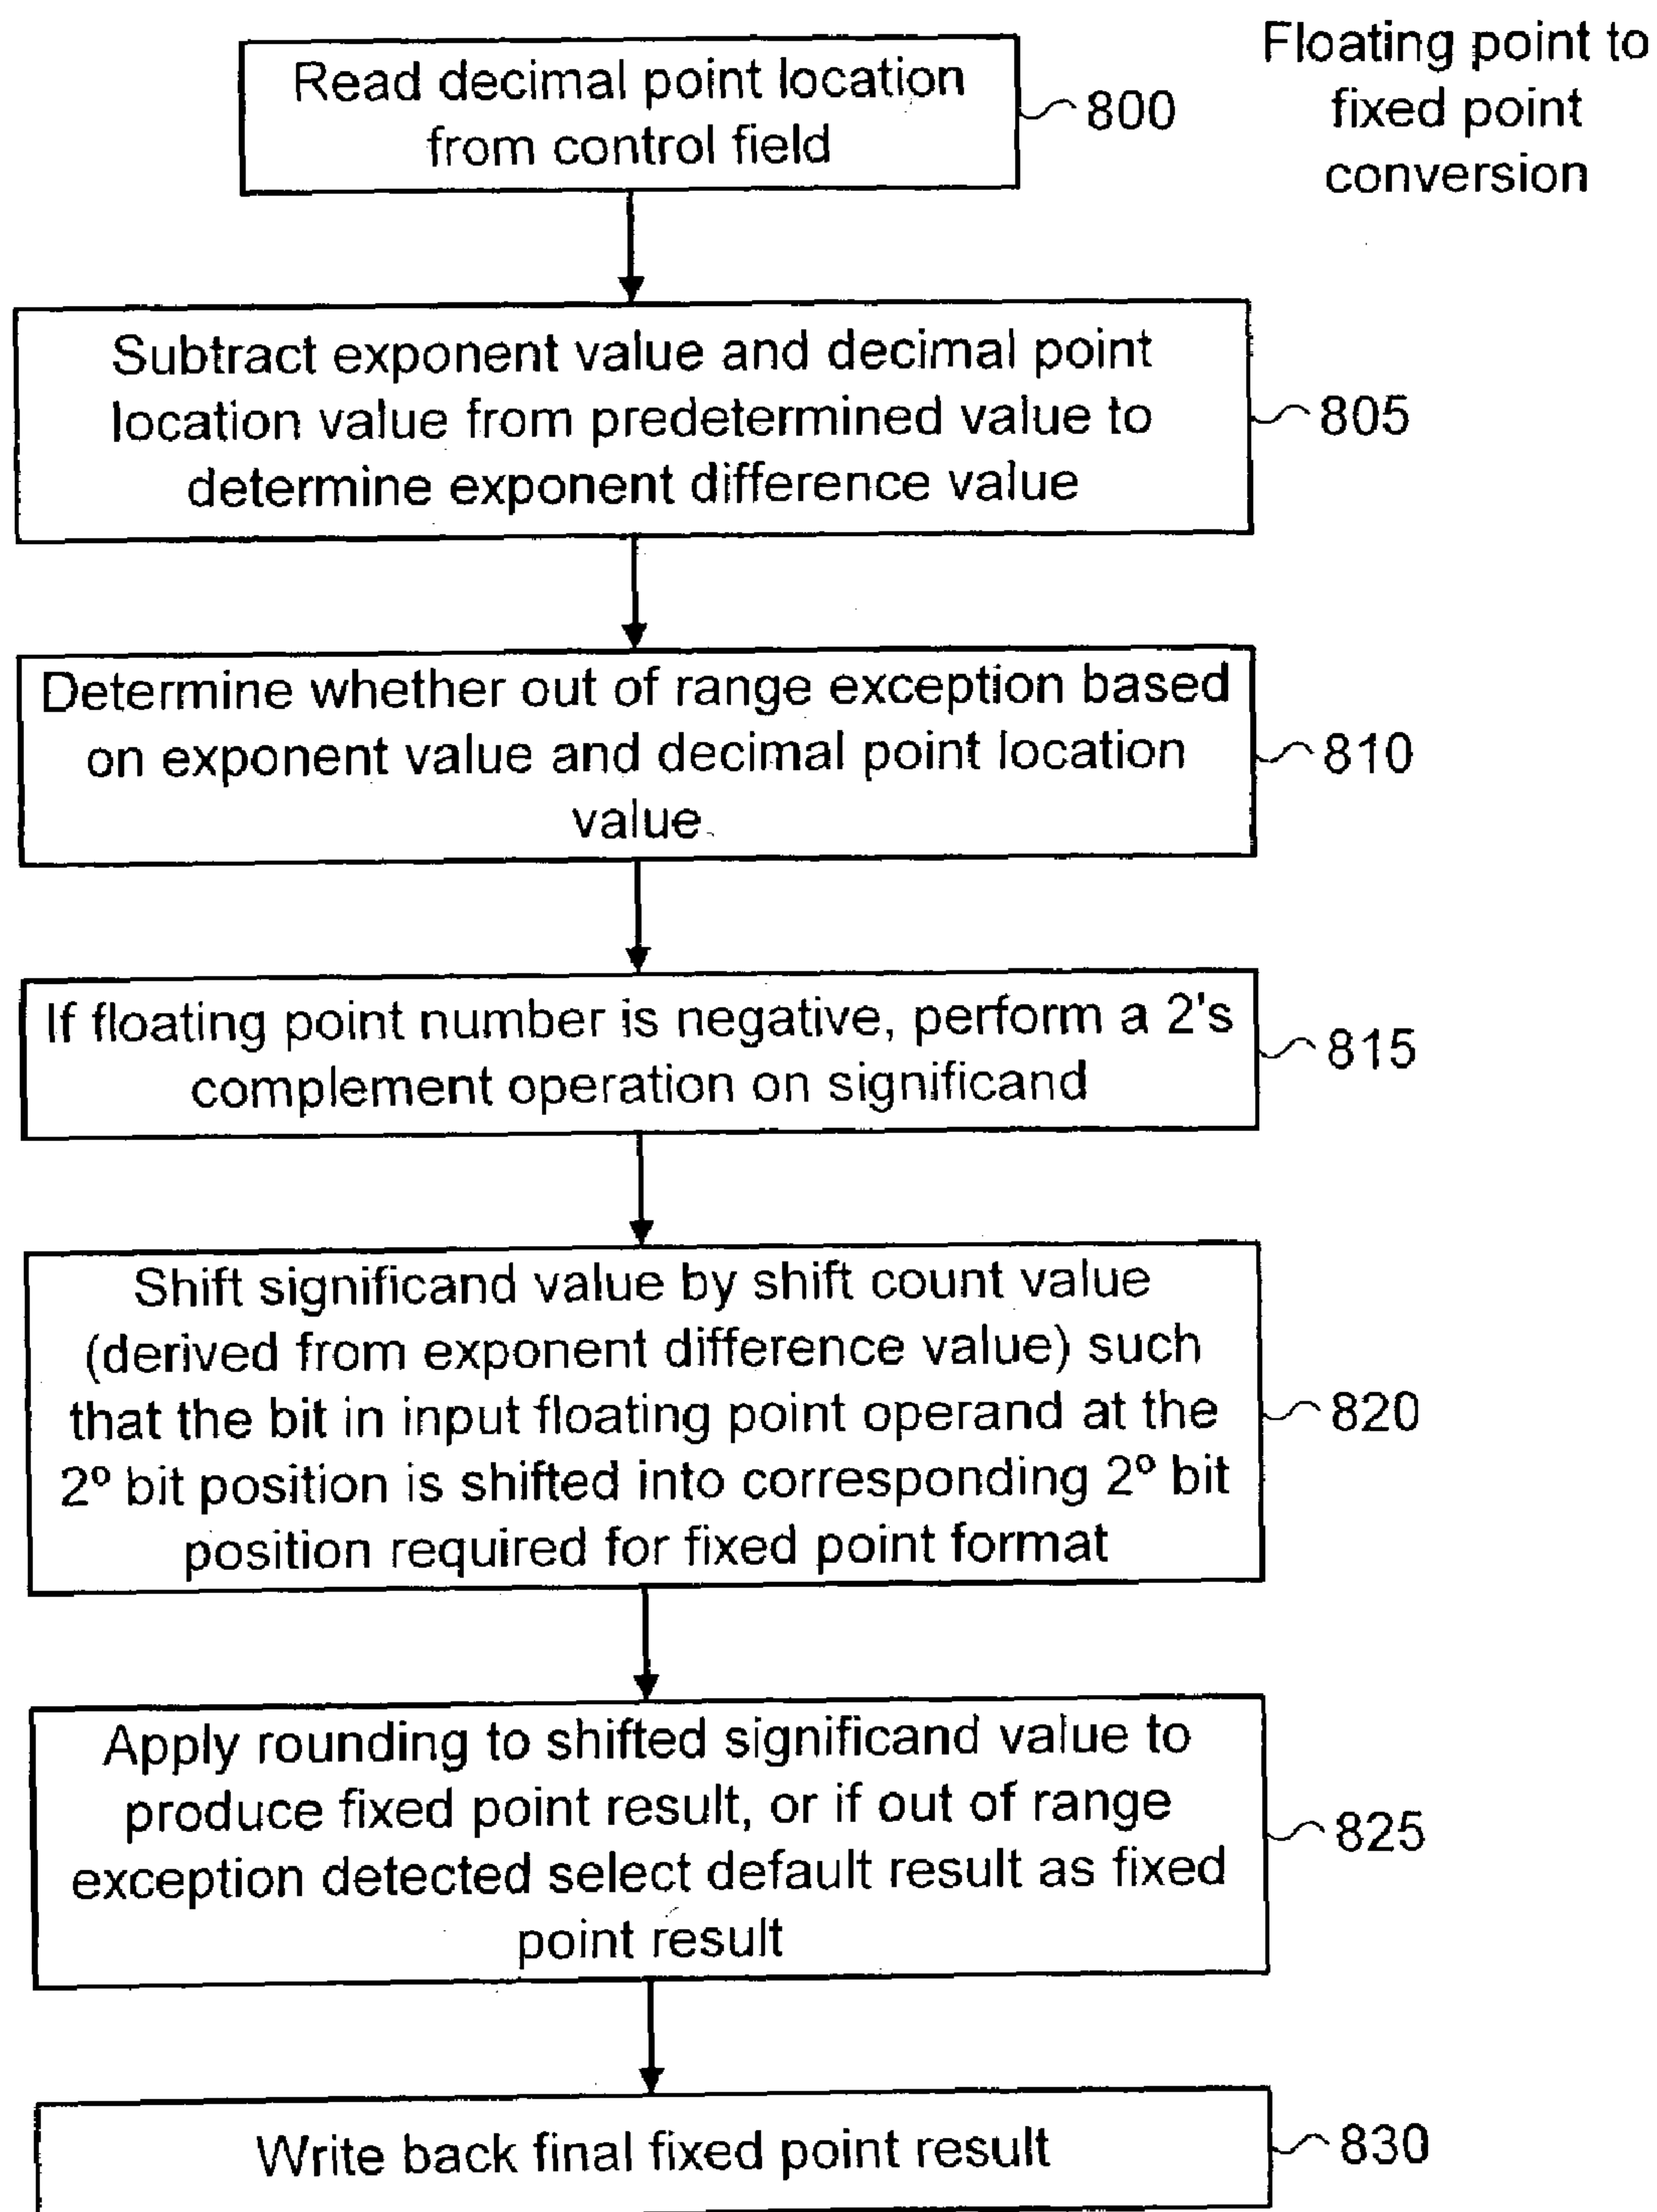 Floating point to
fixed point
conversion
Read decimal point location
from control field
800
Subtract exponent value and decimal point
location value from predetermined value to
determine exponent difference value
805
Determine whether out of range exception based
on exponent value and decimal point location
value
810
If floating point number is negative, perform a 2's
complement operation on significand
815
Shift significand value by shift count value
(derived from exponent difference value) such
that the bit in input floating point operand at the
2º bit position is shifted into corresponding 2º bit
position required for fixed point format
820
Apply rounding to shifted significand value to
produce fixed point result, or if out of range
exception detected select default result as fixed
point result
825
Write back final fixed point result
830